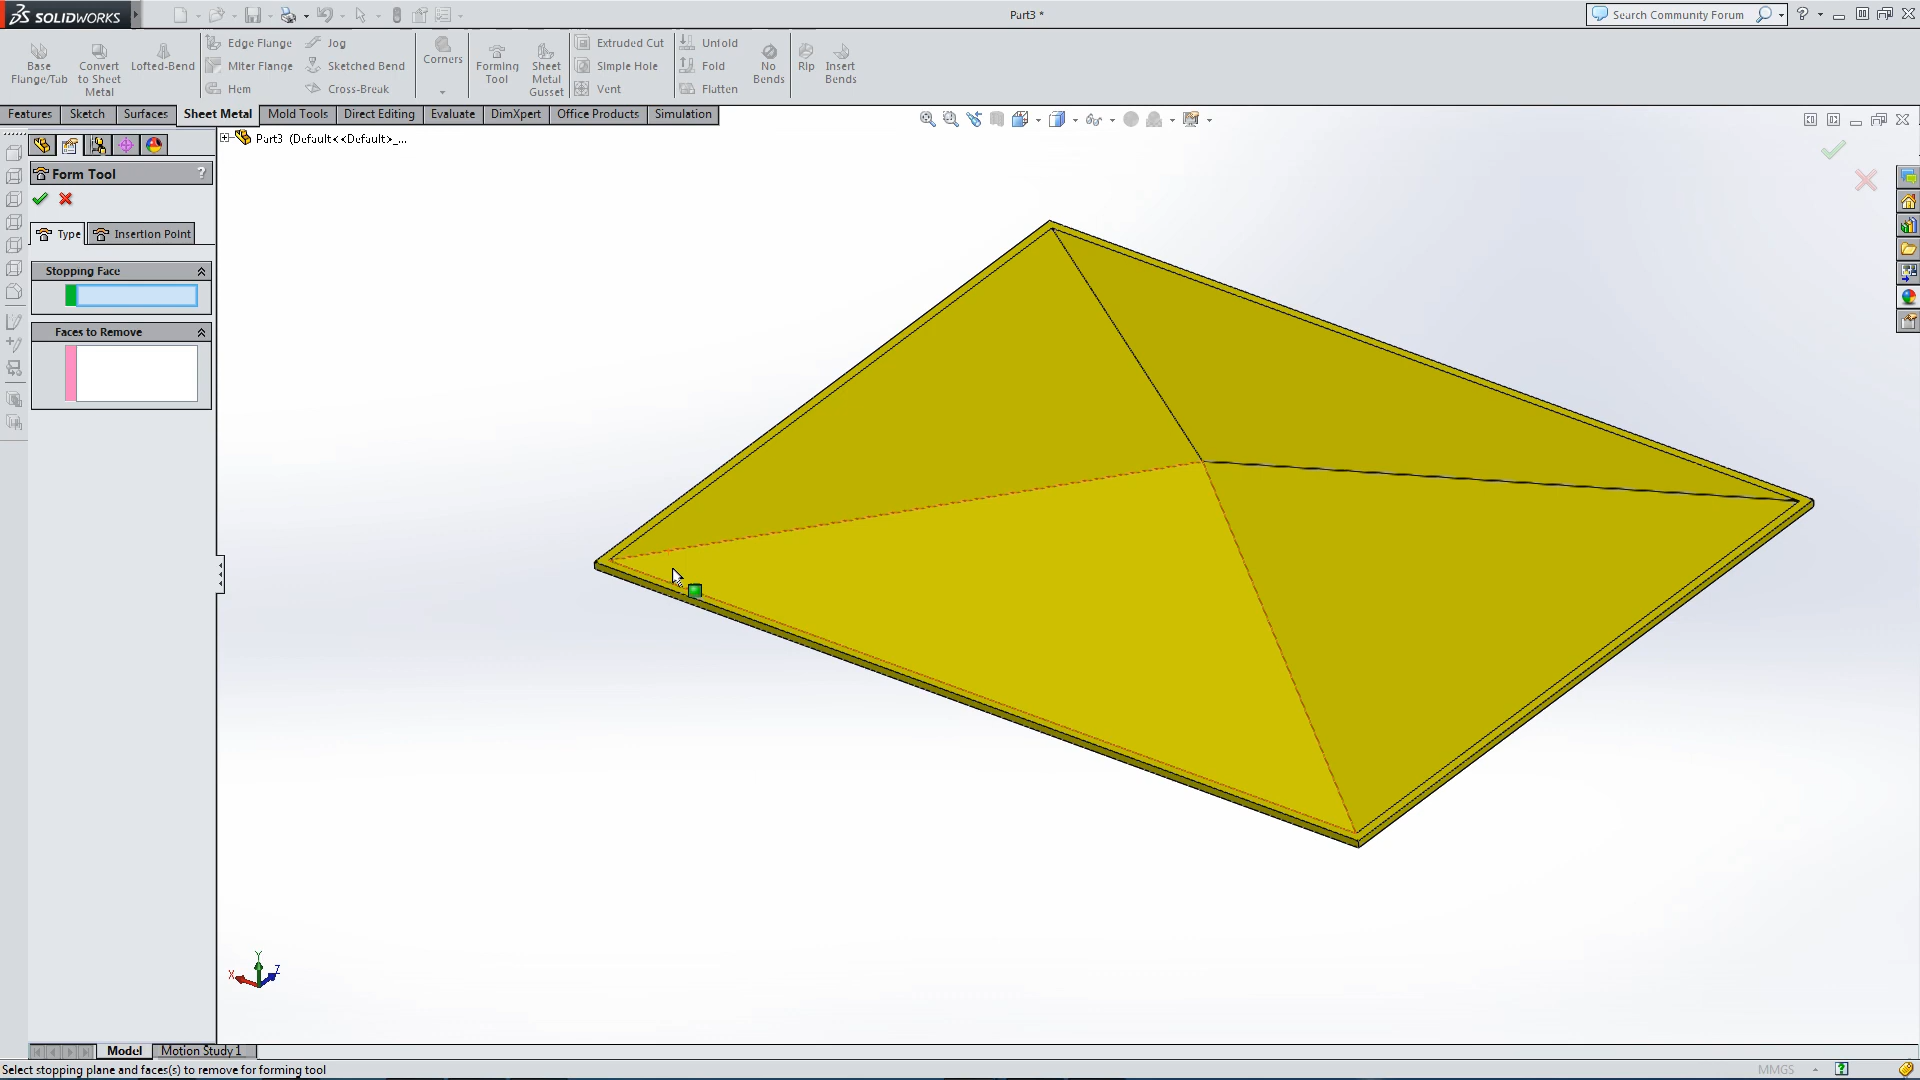 SOLIDWORKS
Part3 *
Search Community Forum
?
Base Flange/Tab
Convert to Sheet Metal
Lofted-Bend
Edge Flange
Miter Flange
Hem
Jog
Sketched Bend
Cross-Break
Corners
Forming Tool
Sheet Metal Gusset
Extruded Cut
Simple Hole
Vent
Unfold
Fold
Flatten
No Bends
Rip
Insert Bends
Features
Sketch
Surfaces
Sheet Metal
Mold Tools
Direct Editing
Evaluate
DimXpert
Office Products
Simulation
Part3 (Default<<Default>_...
Form Tool
?
Type
Insertion Point
Stopping Face
Faces to Remove
Y
X
Z
Model
Motion Study 1
Select stopping plane and faces(s) to remove for forming tool
MMGS
?